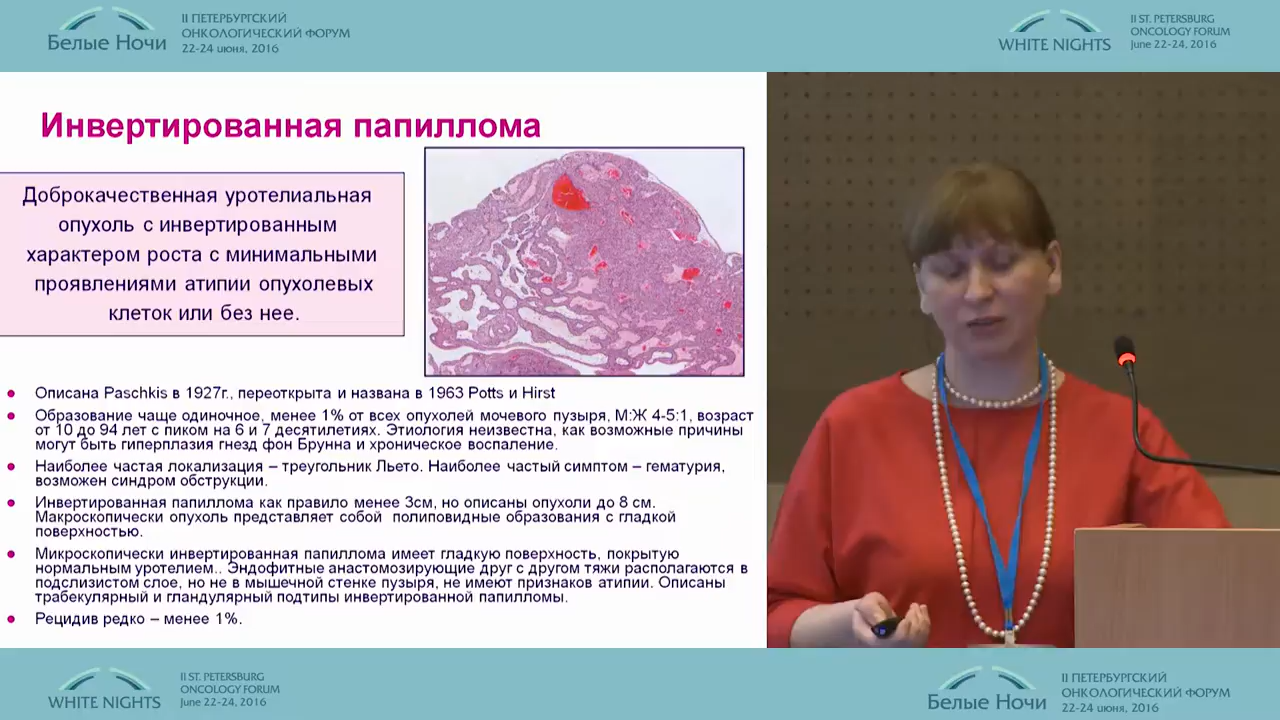 Белые Ночи
II ПЕТЕРБУРГСКИЙ
ОНКОЛОГИЧЕСКИЙ ФОРУМ
22-24 июня, 2016
WHITE NIGHTS
II ST. PETERSBURG
ONCOLOGY FORUM
June 22-24, 2016
Инвертированная папиллома
Доброкачественная уротелиальная
опухоль с инвертированным
характером роста с минимальными
проявлениями атипии опухолевых
клеток или без нее.
Описана Paschkis в 1927г., переоткрыта и названа в 1963 Potts и Hirst
Образование чаще одиночное, менее 1% от всех опухолей мочевого пузыря, М:Ж 4-5:1, возраст
от 10 до 94 лет с пиком на 6 и 7 десятилетиях. Этиология неизвестна, как возможные причины
могут быть гиперплазия гнезд фон Брунна и хроническое воспаление.
Наиболее частая локализация – треугольник Льето. Наиболее частый симптом – гематурия,
возможен синдром обструкции.
Инвертированная папиллома как правило менее 3см, но описаны опухоли до 8 см.
Макроскопически опухоль представляет собой полиповидные образования с гладкой
поверхностью.
Микроскопически инвертированная папиллома имеет гладкую поверхность, покрытую
нормальным уротелием.. Эндофитные анастомозирующие друг с другом тяжи располагаются в
подслизистом слое, но не в мышечной стенке пузыря, не имеют признаков атипии. Описаны
трабекулярный и гландулярный подтипы инвертированной папилломы.
Рецидив редко – менее 1%.
WHITE NIGHTS
II ST. PETERSBURG
ONCOLOGY FORUM
June 22-24, 2016
Белые Ночи
II ПЕТЕРБУРГСКИЙ
ОНКОЛОГИЧЕСКИЙ ФОРУМ
22-24 июня, 2016